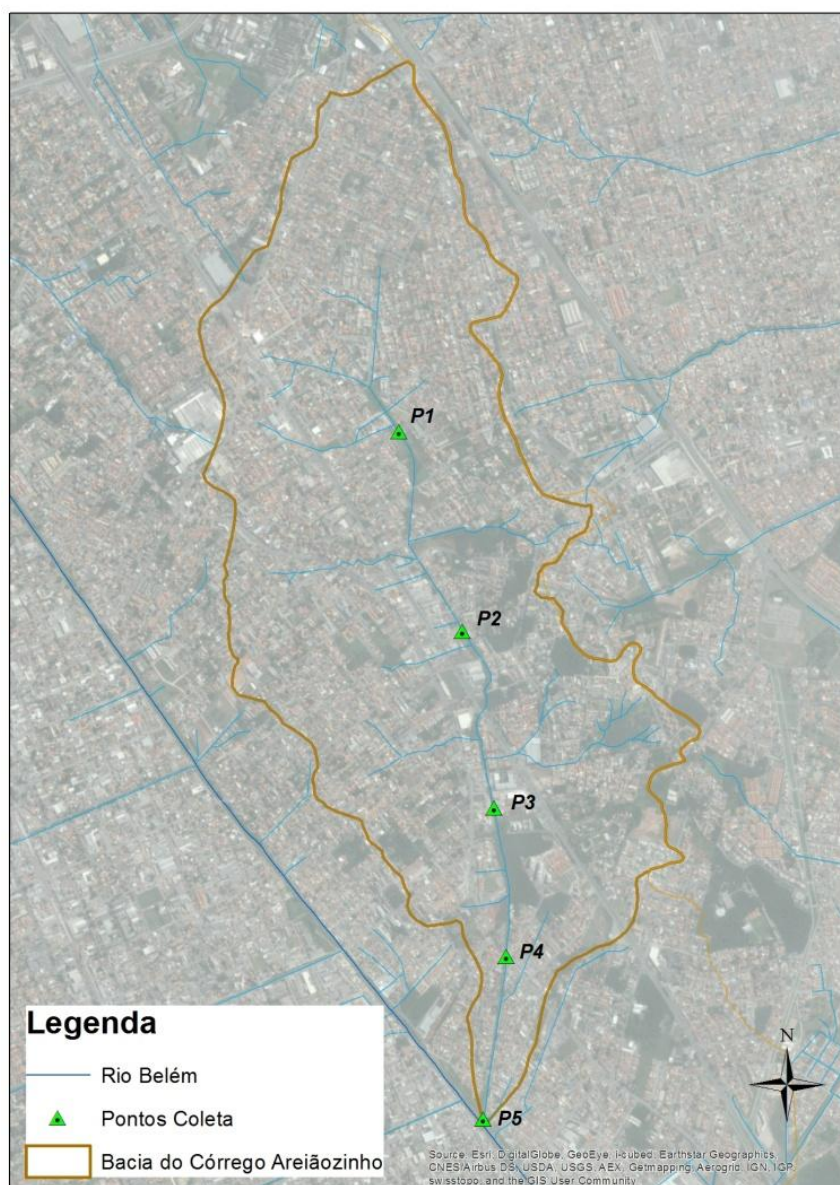 P1
P2
P3
P4
N
Legenda
Rio Belém
Pontos Coleta
Bacia do Córrego Areiãozinho
P5
Source: Esri, DigitalGlobe, GeoEye, i-cubed, Earthstar Geographics,
CNES/Airbus DS, USDA, USGS, AEX, Getmapping, Aerogrid, IGN, IGP,
swisstopo, and the GIS User Community